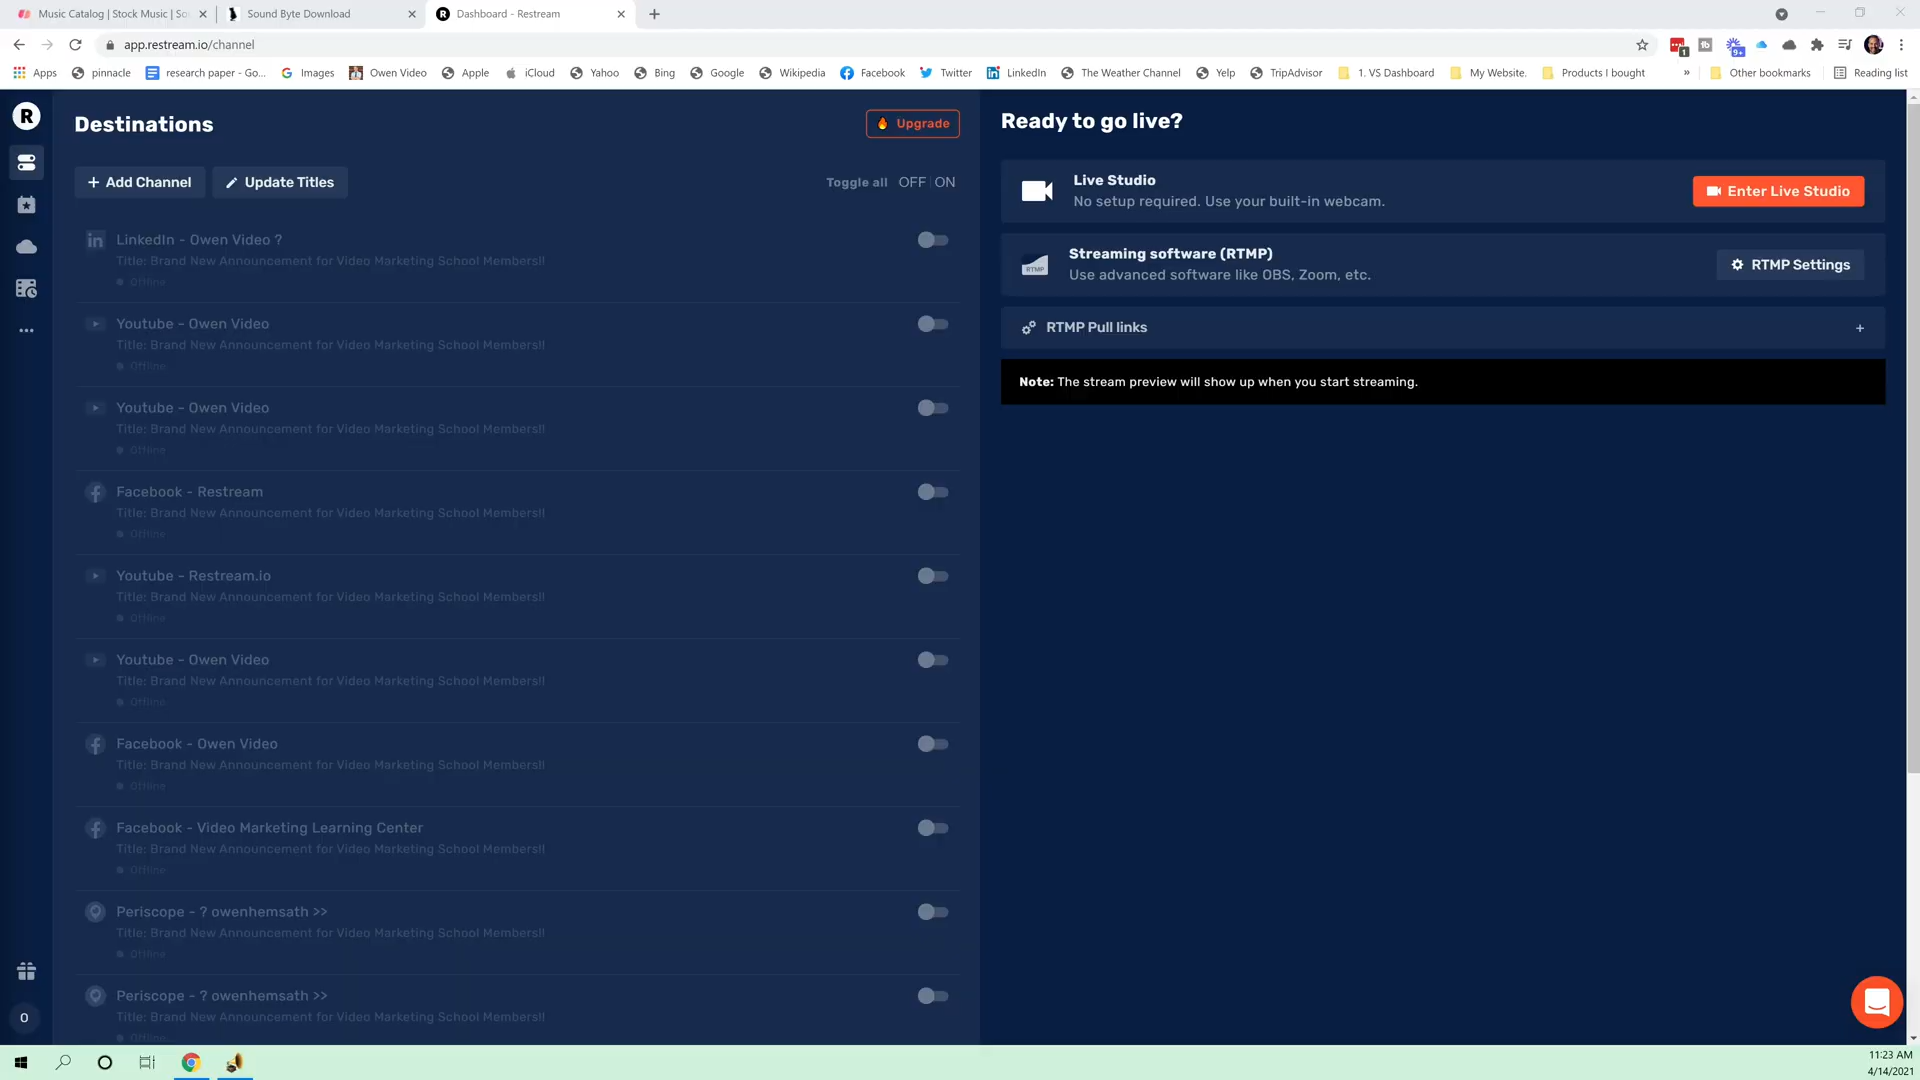 Music Catalog | Stock Music | So
Sound Byte Download
Dashboard - Restream
app.restream.io/channel
Apps
pinnacle
research paper - Go...
Images
Owen Video
Apple
iCloud
Yahoo
Bing
Google
Wikipedia
Facebook
Twitter
LinkedIn
The Weather Channel
Yelp
TripAdvisor
1. VS Dashboard
My Website.
Products I bought
»
Other bookmarks
Reading list
Destinations
Upgrade
+ Add Channel
Update Titles
Toggle all OFF ON
LinkedIn - Owen Video ?
Title: Brand New Announcement for Video Marketing School Members!!
Offline
Youtube - Owen Video
Title: Brand New Announcement for Video Marketing School Members!!
Offline
Youtube - Owen Video
Title: Brand New Announcement for Video Marketing School Members!!
Offline
Facebook - Restream
Title: Brand New Announcement for Video Marketing School Members!!
Offline
Youtube - Restream.io
Title: Brand New Announcement for Video Marketing School Members!!
Offline
Youtube - Owen Video
Title: Brand New Announcement for Video Marketing School Members!!
Offline
Facebook - Owen Video
Title: Brand New Announcement for Video Marketing School Members!!
Offline
Facebook - Video Marketing Learning Center
Title: Brand New Announcement for Video Marketing School Members!!
Offline
Periscope - ? owenhemsath >>
Title: Brand New Announcement for Video Marketing School Members!!
Offline
Periscope - ? owenhemsath >>
Title: Brand New Announcement for Video Marketing School Members!!
Offline
Ready to go live?
Live Studio
No setup required. Use your built-in webcam.
Enter Live Studio
Streaming software (RTMP)
Use advanced software like OBS, Zoom, etc.
RTMP
RTMP Settings
RTMP Pull links
+
Note: The stream preview will show up when you start streaming.
R
O
11:23 AM
4/14/2021